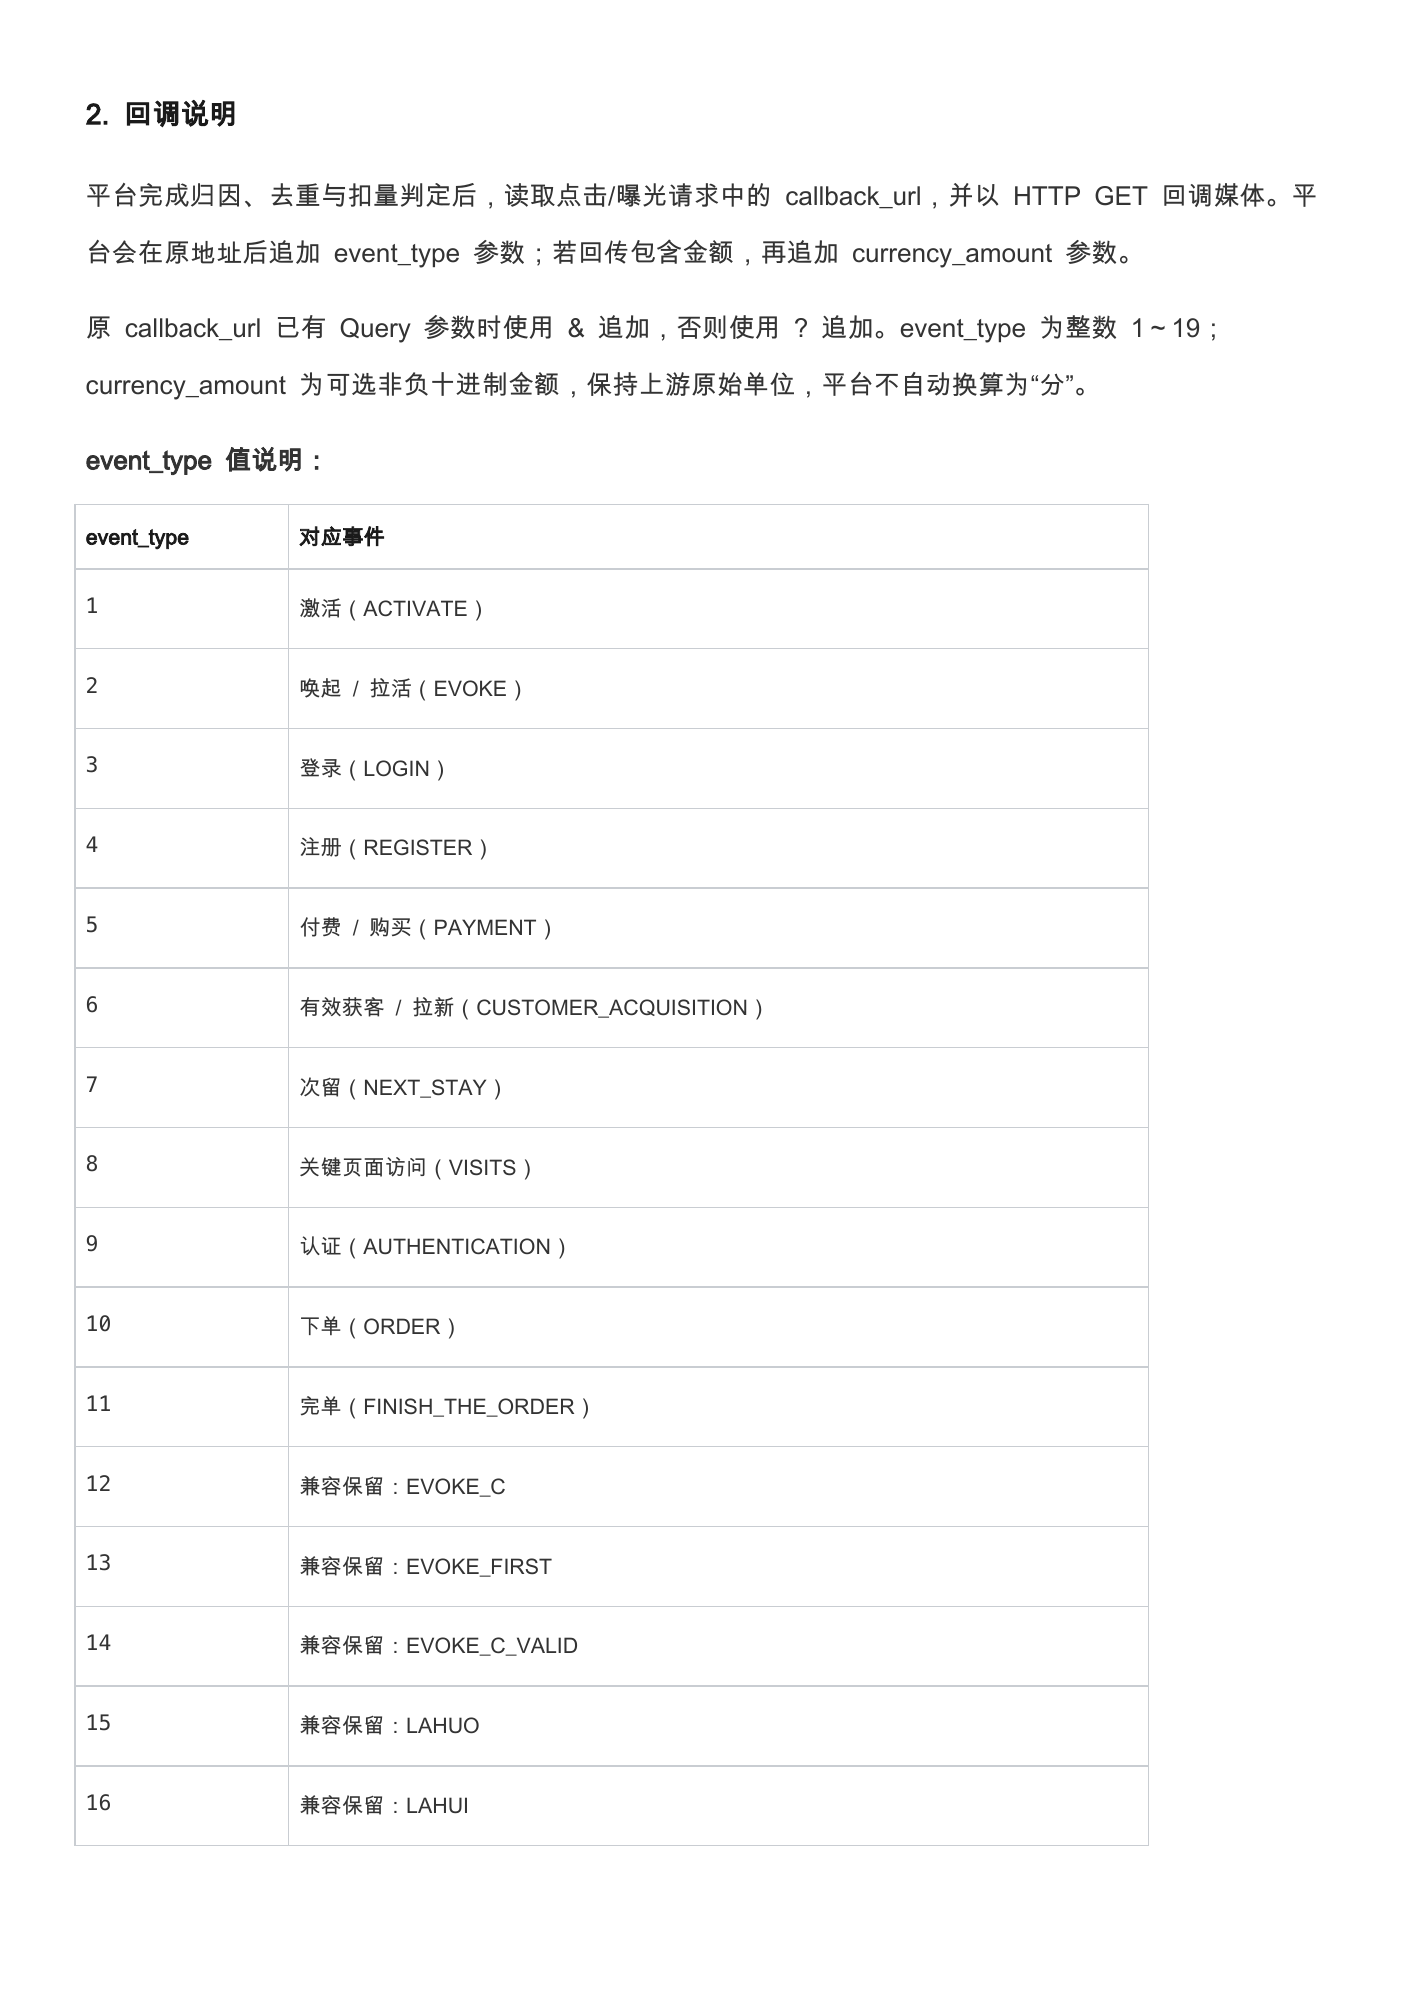 2. 回调说明
平台完成归因、去重与扣量判定后，读取点击/曝光请求中的 callback_url，并以 HTTP GET 回调媒体。平
台会在原地址后追加 event_type 参数；若回传包含金额，再追加 currency_amount 参数。
原 callback_url 已有 Query 参数时使用 & 追加，否则使用 ? 追加。event_type 为整数 1～19；
currency_amount 为可选非负十进制金额，保持上游原始单位，平台不自动换算为“分”。
event_type 值说明：
event_type 对应事件
1 激活（ACTIVATE）
2 唤起 / 拉活（EVOKE）
3 登录（LOGIN）
4 注册（REGISTER）
5 付费 / 购买（PAYMENT）
6 有效获客 / 拉新（CUSTOMER_ACQUISITION）
7 次留（NEXT_STAY）
8 关键页面访问（VISITS）
9 认证（AUTHENTICATION）
10 下单（ORDER）
11 完单（FINISH_THE_ORDER）
12 兼容保留：EVOKE_C
13 兼容保留：EVOKE_FIRST
14 兼容保留：EVOKE_C_VALID
15 兼容保留：LAHUO
16 兼容保留：LAHUI